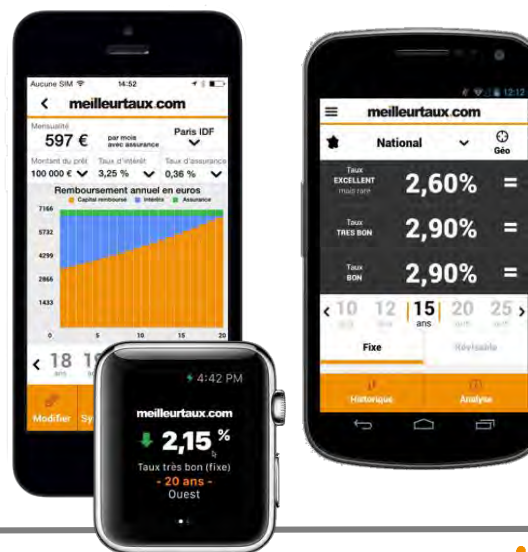 Aucune SIM 14:52
meilleurtaux.com
Mensualité
597 € par mois avec assurance Paris IDF
Montant du prêt Taux d'intérêt Taux d'assurance
100 000 € 3,25 % 0,36 %
Remboursement annuel en euros
Capital remboursé Intérêts Assurance
7166
5732
4299
2866
1433
0 5 10 15 20
18
ans
Modifier
4:42 PM
meilleurtaux.com
2,15 %
Taux très bon (fixe)
- 20 ans -
Ouest
12:12
meilleurtaux.com
National Géo
Taux EXCELLENT mais rare 2,60% =
Taux TRES BON 2,90% =
Taux BON 2,90% =
10 12 15 20 25
ans
Fixe Révisable
Historique Analyse